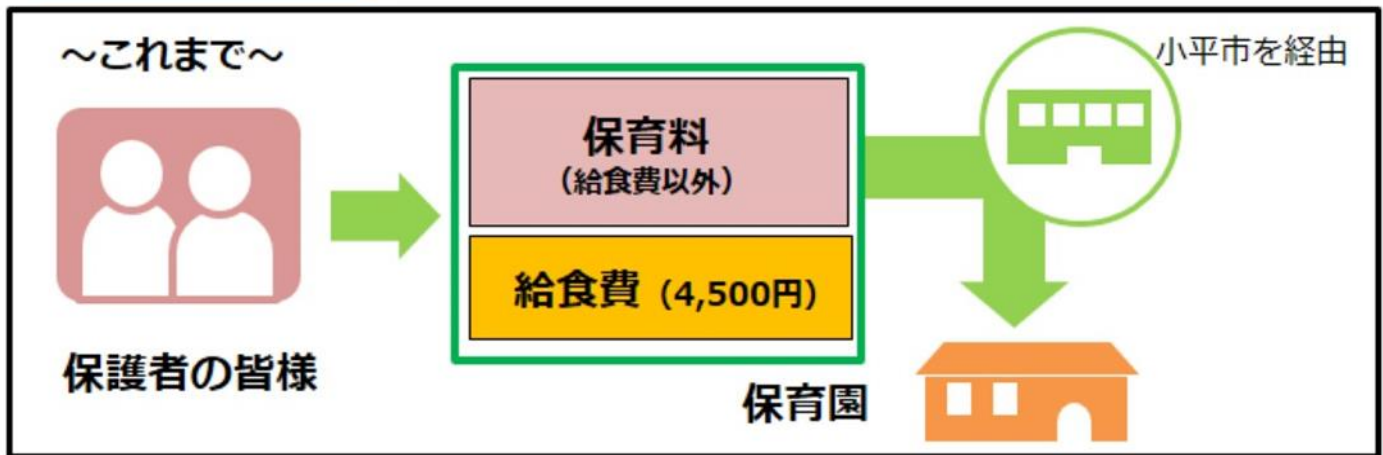 ～これまで～
小平市を経由
保育料
（給食費以外）
給食費（4,500円）
保護者の皆様
保育園